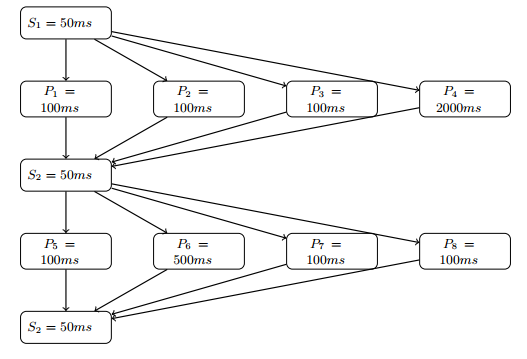 S₁ = 50ms
P₁ =
100ms
P₂ =
100ms
P₃ =
100ms
P₄ =
2000ms
S₂ = 50ms
P₅ =
100ms
P₆ =
500ms
P₇ =
100ms
P₈ =
100ms
S₂ = 50ms